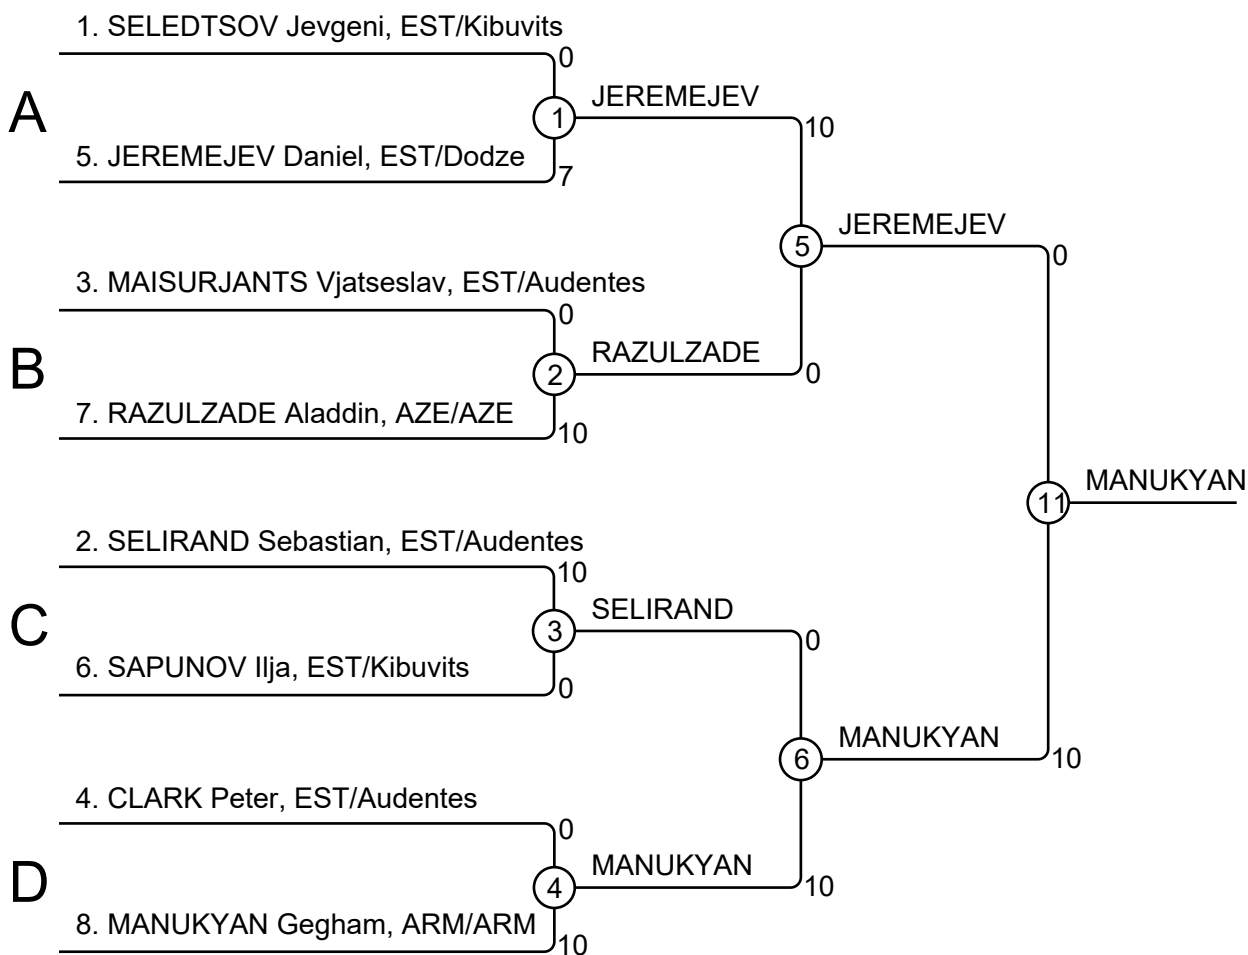 1. SELEDTSOV Jevgeni, EST/Kibuvits
0
A
1
JEREMEJEV
10
5. JEREMEJEV Daniel, EST/Dodze
7
5
JEREMEJEV
0
3. MAISURJANTS Vjatseslav, EST/Audentes
0
B
2
RAZULZADE
0
7. RAZULZADE Aladdin, AZE/AZE
10
11
MANUKYAN
2. SELIRAND Sebastian, EST/Audentes
10
C
3
SELIRAND
0
6. SAPUNOV Ilja, EST/Kibuvits
0
6
MANUKYAN
10
4. CLARK Peter, EST/Audentes
0
D
4
MANUKYAN
10
8. MANUKYAN Gegham, ARM/ARM
10